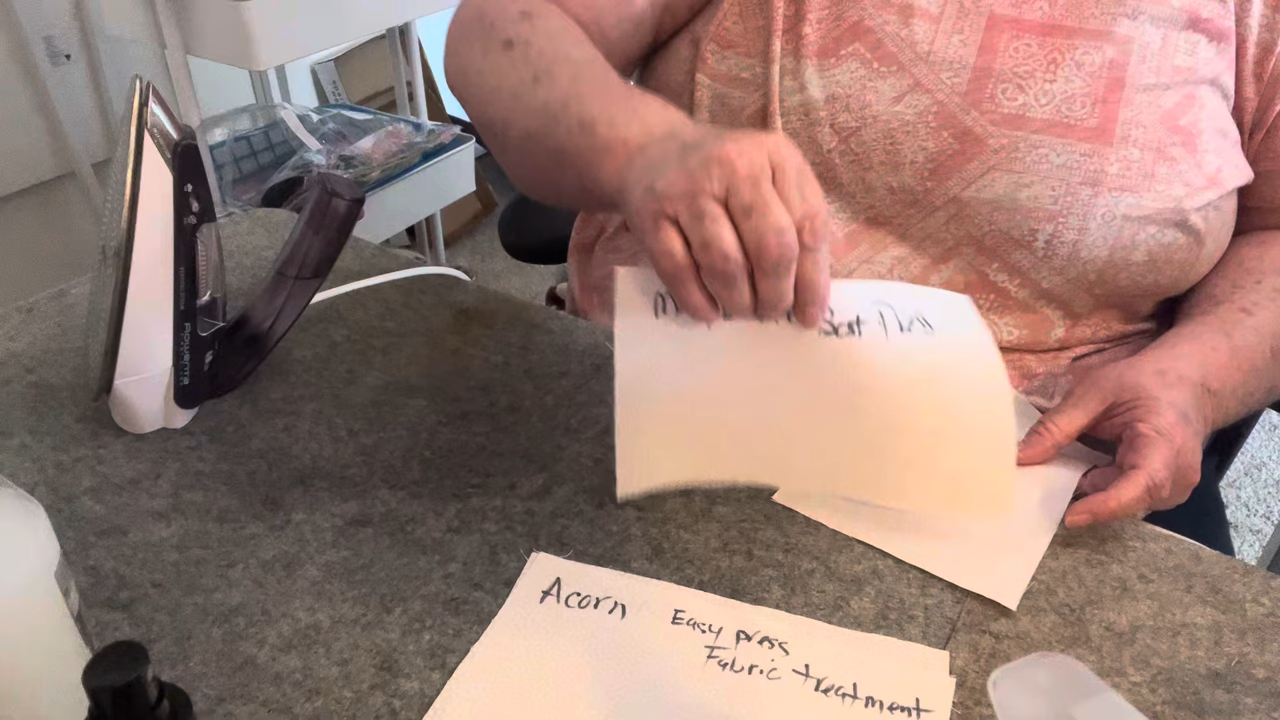 Rowenta
Best
Acorn
Easy press
Fabric treatment